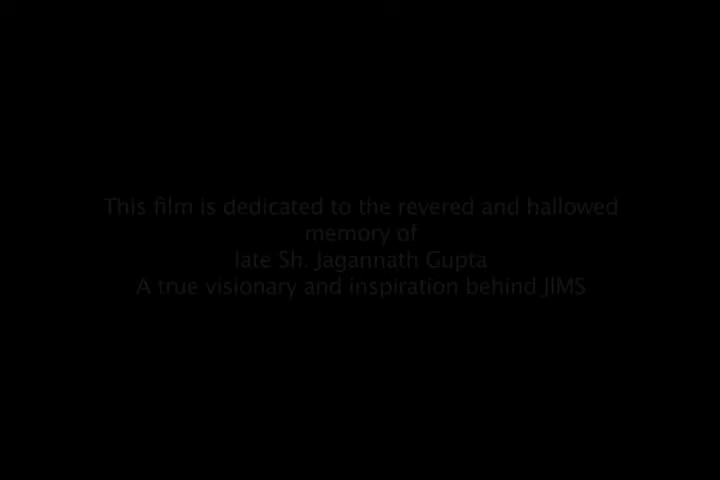 This film is dedicated to the revered and hallowed
memory of
late Sh. Jagannath Gupta
A true visionary and inspiration behind JIMS